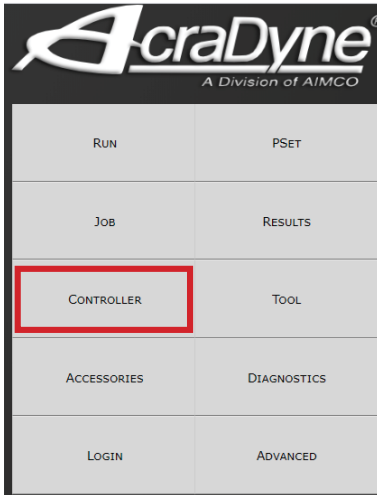 AcraDyne®
A Division of AIMCO
RUN PSET
JOB RESULTS
CONTROLLER TOOL
ACCESSORIES DIAGNOSTICS
LOGIN ADVANCED